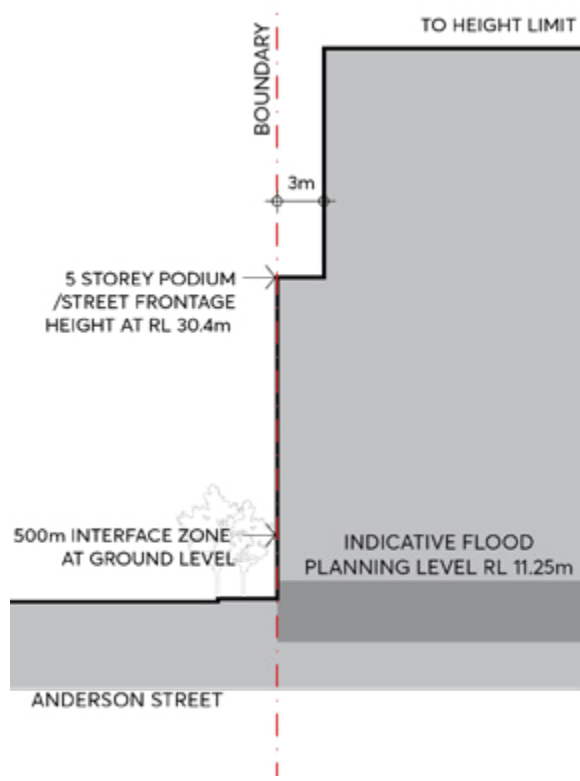 TO HEIGHT LIMIT
BOUNDARY
3m
5 STOREY PODIUM
/STREET FRONTAGE
HEIGHT AT RL 30.4m
500m INTERFACE ZONE
AT GROUND LEVEL
INDICATIVE FLOOD
PLANNING LEVEL RL 11.25m
ANDERSON STREET